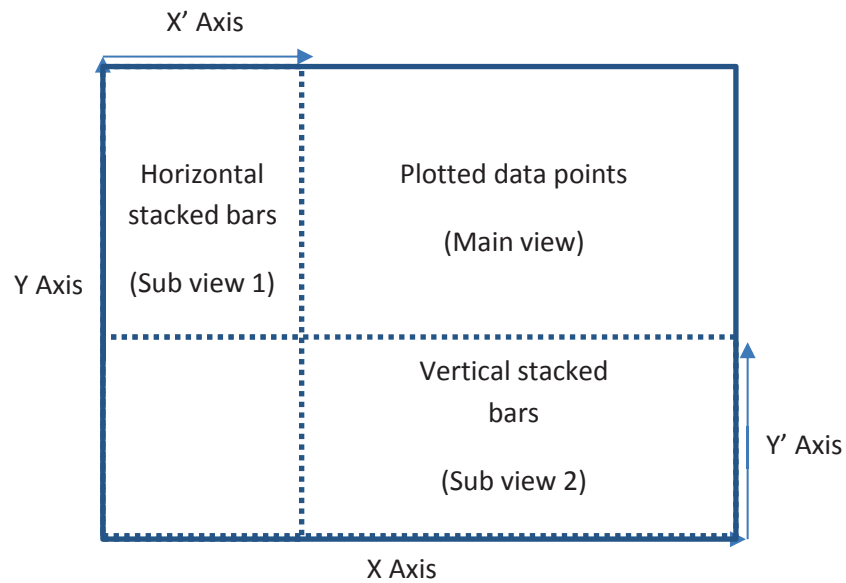 X’ Axis
Horizontal
stacked bars
(Sub view 1)
Plotted data points
(Main view)
Y Axis
Vertical stacked
bars
(Sub view 2)
Y’ Axis
X Axis